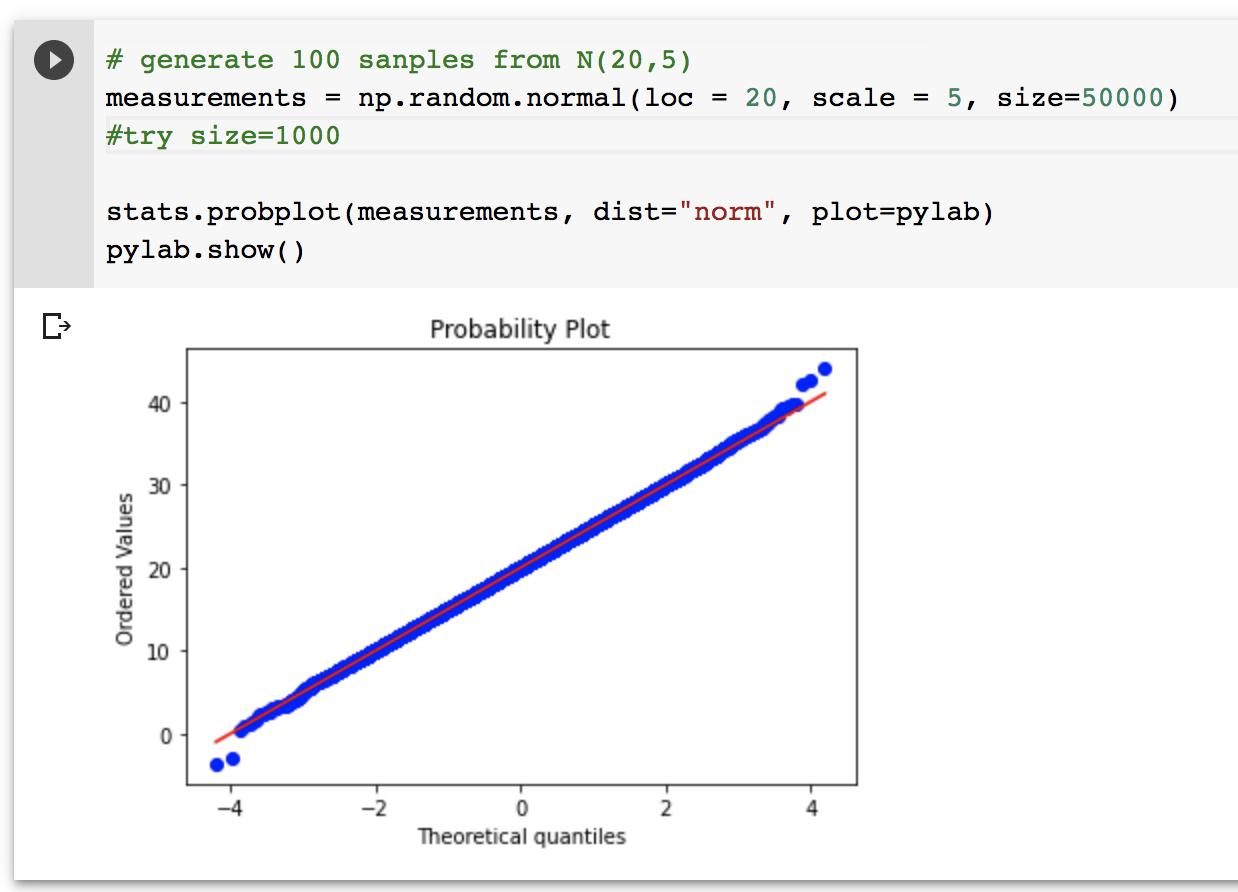 # generate 100 sanples from N(20,5)
measurements = np.random.normal(loc = 20, scale = 5, size=50000)
#try size=1000
stats.probplot(measurements, dist="norm", plot=pylab)
pylab.show()
Probability Plot
40
30
20
10
0
Ordered Values
−4
−2
0
2
4
Theoretical quantiles